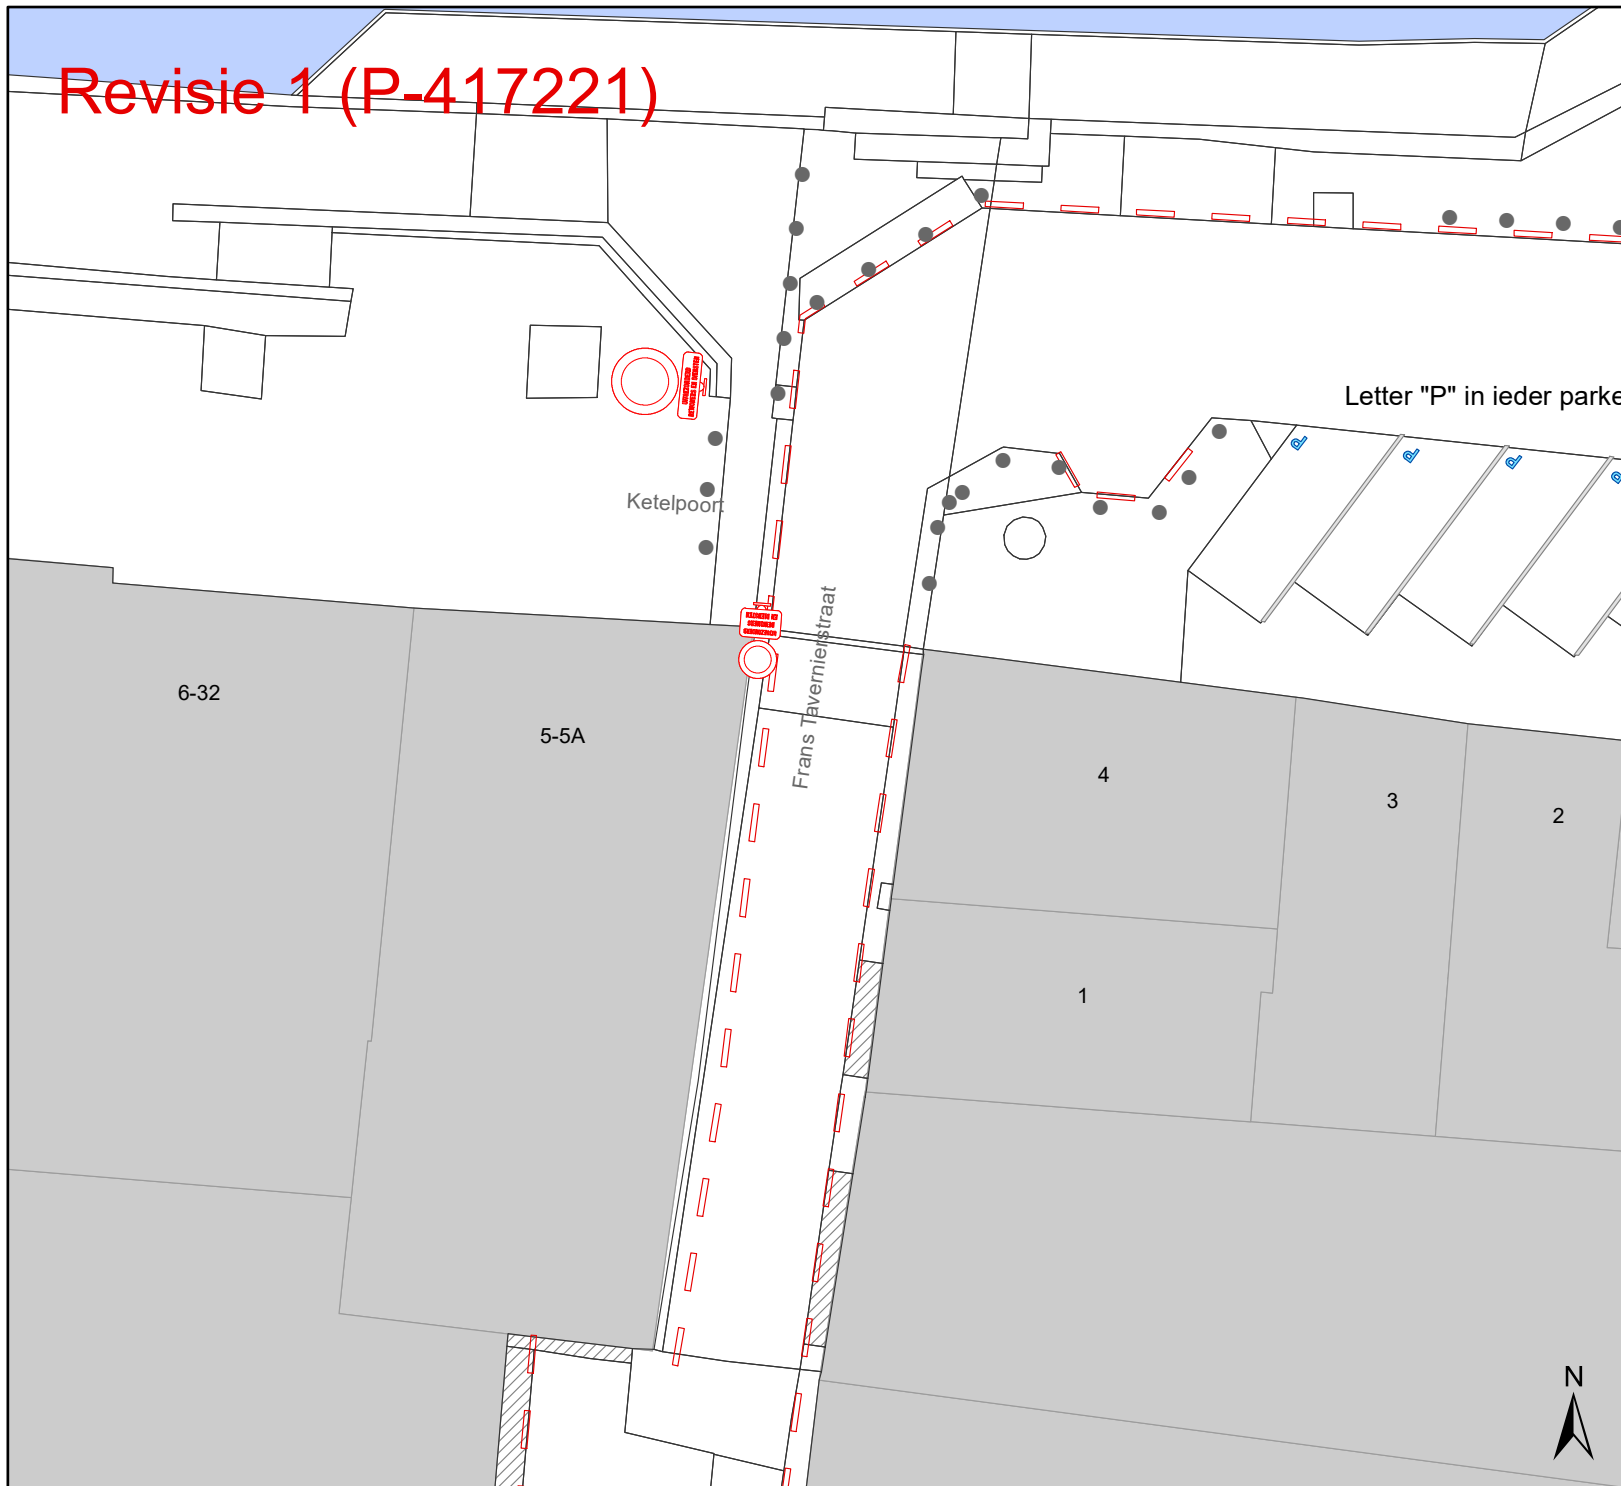 Revisie 1 (P-417221)
Letter "P" in ieder parke
P
P
P
P
Ketelpoort
Frans Tavernierstraat
6-32
5-5A
4
3
2
1
N